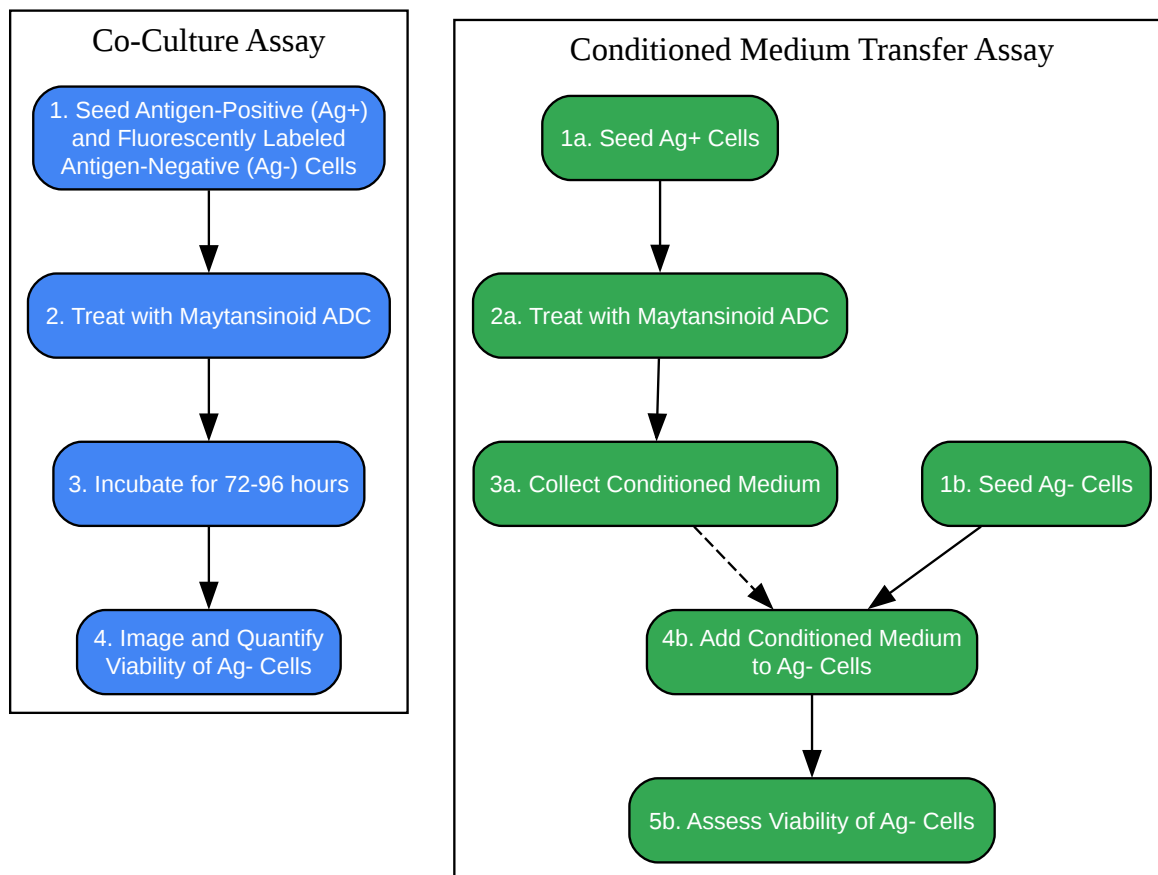 Co-Culture Assay
1. Seed Antigen-Positive (Ag+)
and Fluorescently Labeled
Antigen-Negative (Ag-) Cells
2. Treat with Maytansinoid ADC
3. Incubate for 72-96 hours
4. Image and Quantify
Viability of Ag- Cells
Conditioned Medium Transfer Assay
1a. Seed Ag+ Cells
2a. Treat with Maytansinoid ADC
3a. Collect Conditioned Medium
1b. Seed Ag- Cells
4b. Add Conditioned Medium
to Ag- Cells
5b. Assess Viability of Ag- Cells